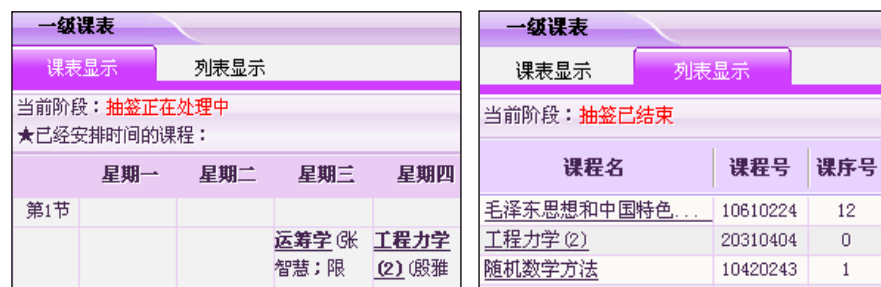 一级课表
课表显示 列表显示
当前阶段：抽签正在处理中
★已经安排时间的课程：
星期一 星期二 星期三 星期四
第1节
运筹学(张 工程力学
智慧；限 (2)(殷雅
一级课表
课表显示 列表显示
当前阶段：抽签已结束
课程名 课程号 课序号
毛泽东思想和中国特色... 10610224 12
工程力学(2) 20310404 0
随机数学方法 10420243 1